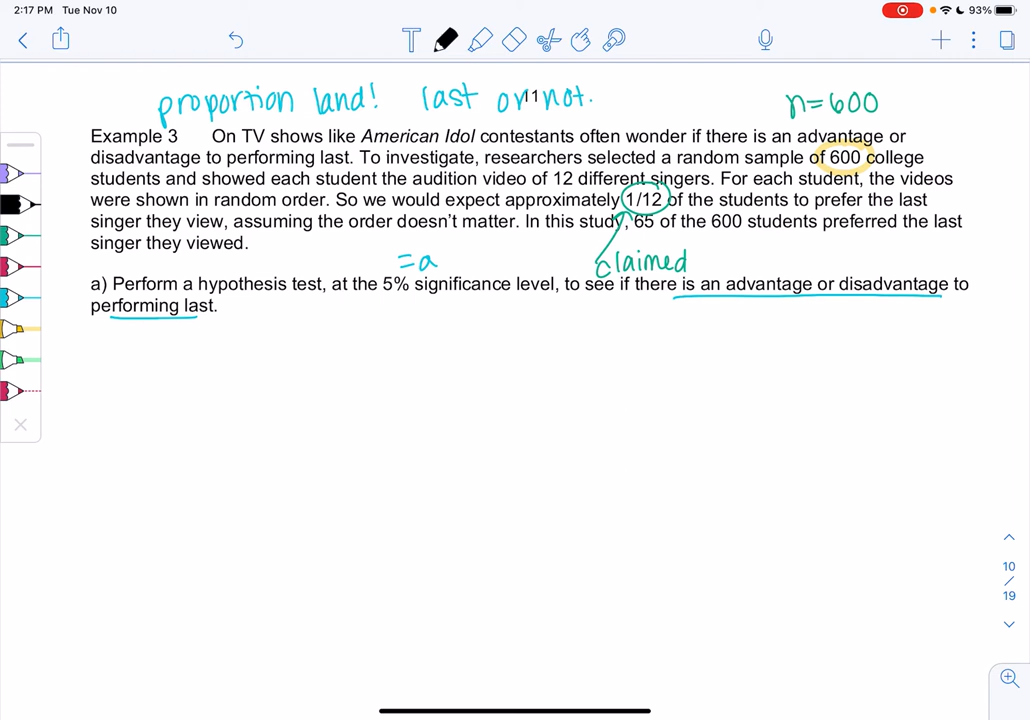 2:17 PM Tue Nov 10
93%
T
proportion land! last or not.
11
n=600
Example 3 On TV shows like American Idol contestants often wonder if there is an advantage or
disadvantage to performing last. To investigate, researchers selected a random sample of 600 college
students and showed each student the audition video of 12 different singers. For each student, the videos
were shown in random order. So we would expect approximately 1/12 of the students to prefer the last
singer they view, assuming the order doesn't matter. In this study, 65 of the 600 students preferred the last
singer they viewed.
=a
claimed
a) Perform a hypothesis test, at the 5% significance level, to see if there is an advantage or disadvantage to
performing last.
10
/
19